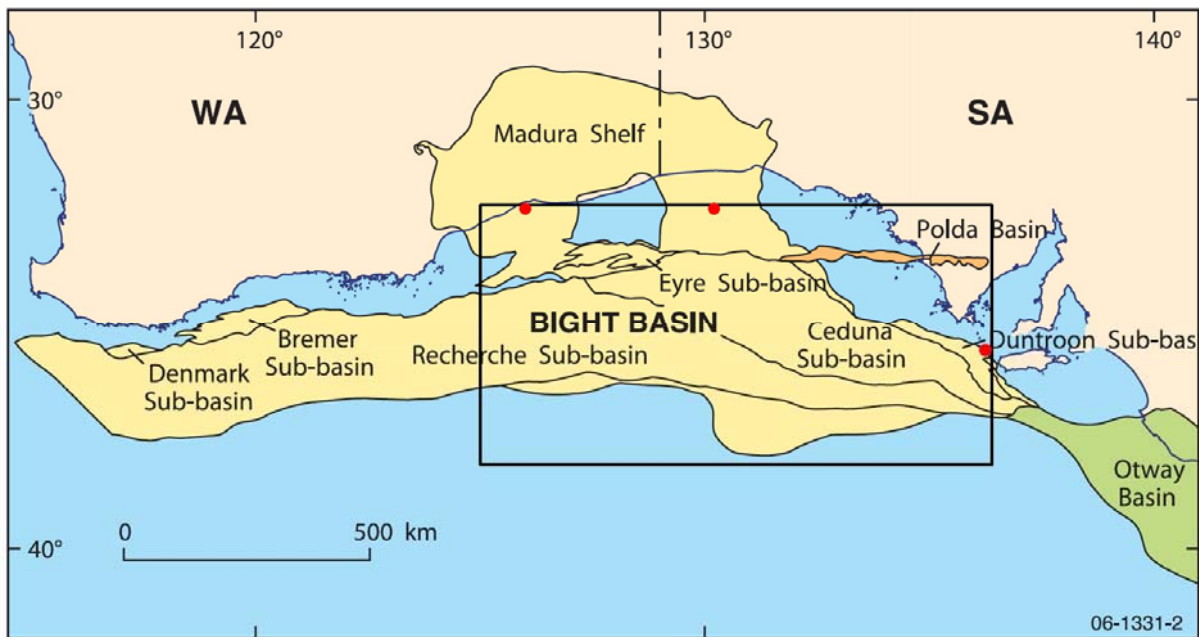 120°
130°
140°
30°
WA
SA
Madura Shelf
Polda Basin
Eyre Sub-basin
BIGHT BASIN
Bremer
Sub-basin
Recherche Sub-basin
Ceduna
Sub-basin
Duntroon Sub-bas
Denmark
Sub-basin
Otway
Basin
0 500 km
40°
06-1331-2